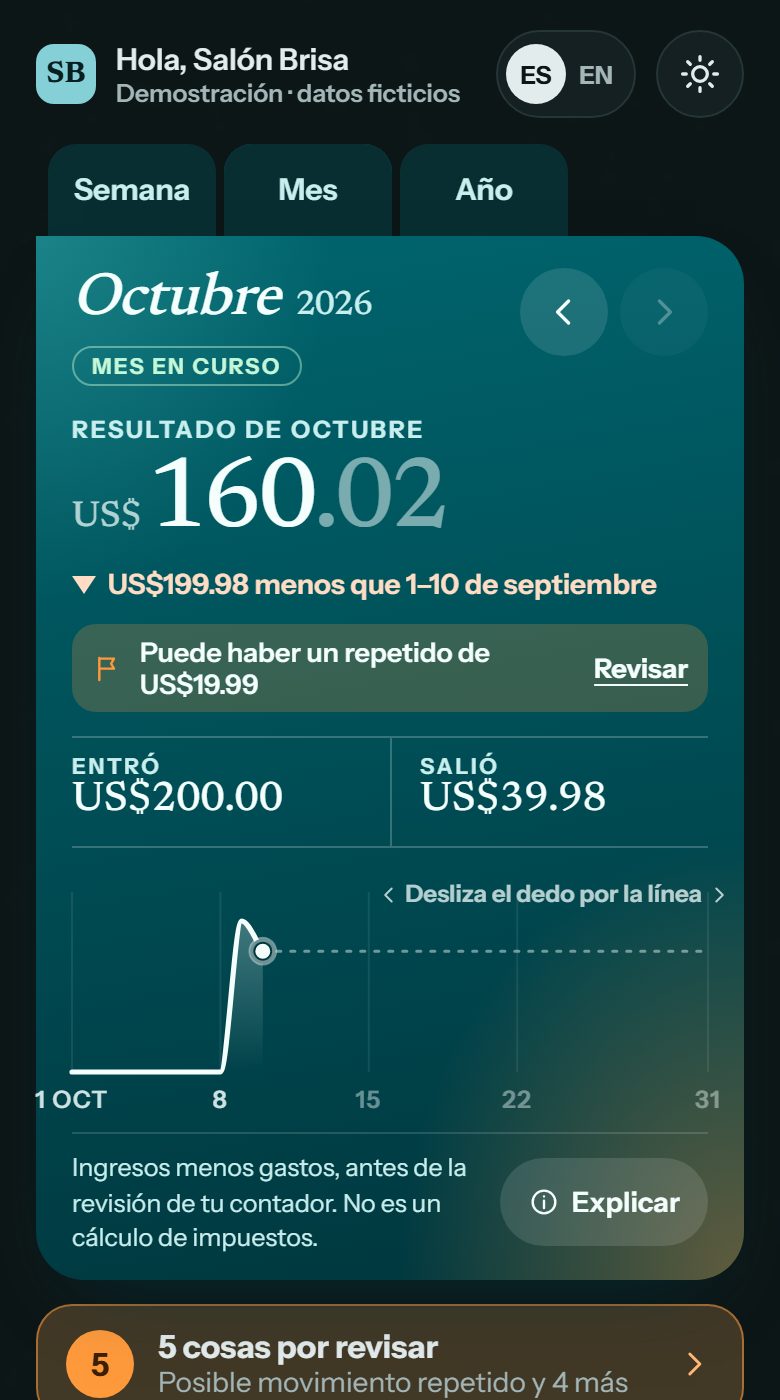 SB
Hola, Salón Brisa
Demostración · datos ficticios
ES EN
Semana Mes Año
Octubre 2026
MES EN CURSO
RESULTADO DE OCTUBRE
US$ 160.02
US$199.98 menos que 1–10 de septiembre
Puede haber un repetido de
US$19.99
Revisar
ENTRÓ
US$200.00
SALIÓ
US$39.98
Desliza el dedo por la línea
1 OCT 8 15 22 31
Ingresos menos gastos, antes de la
revisión de tu contador. No es un
cálculo de impuestos.
Explicar
5
5 cosas por revisar
Posible movimiento repetido y 4 más